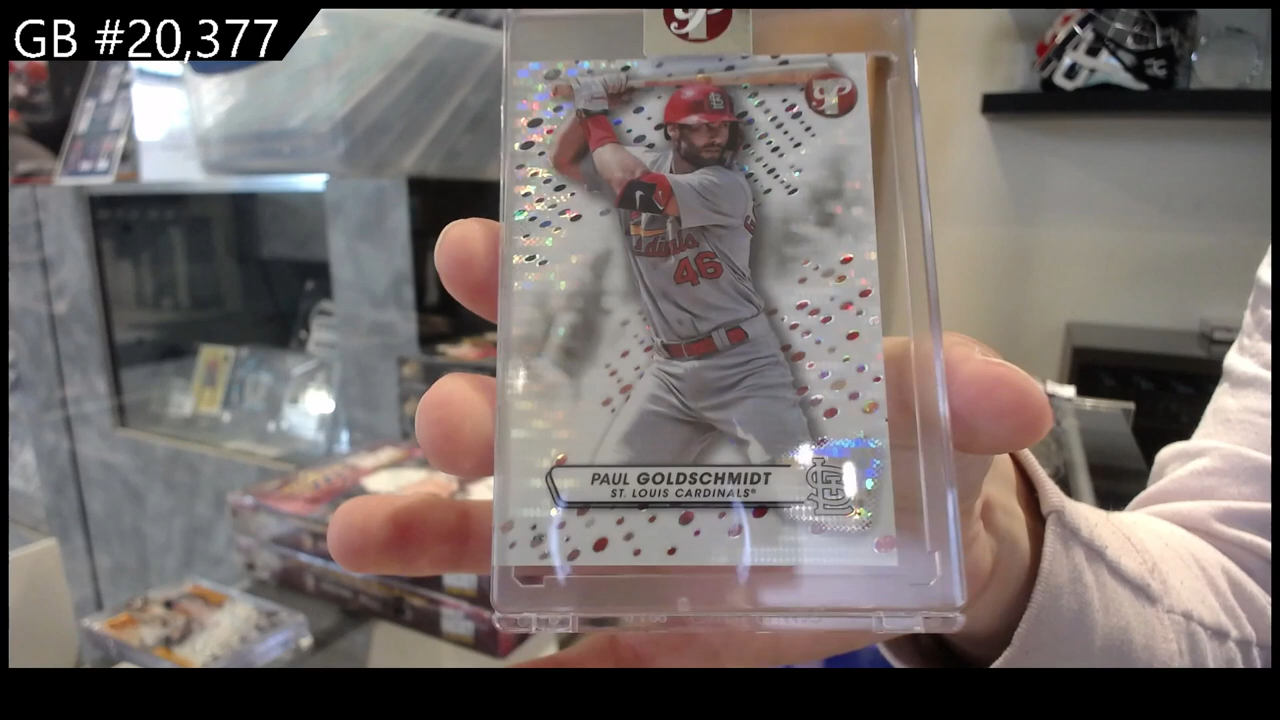 GB #20,377
Cardinals
46
PAUL GOLDSCHMIDT
ST. LOUIS CARDINALS®